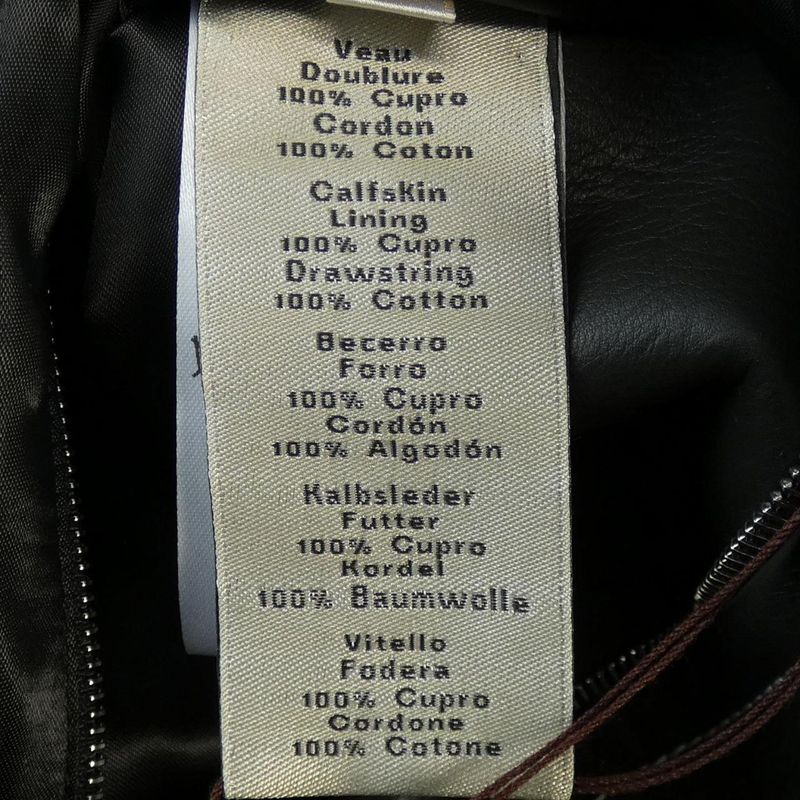 Veau
Doublure
100% Cupro
Cordon
100% Coton
Calfskin
Lining
100% Cupro
Drawstring
100% Cotton
Becerro
Forro
100% Cupro
Cordón
100% Algodón
Kalbsleder
Futter
100% Cupro
Kordel
100% Baumwolle
Vitello
Fodera
100% Cupro
Cordone
100% Cotone